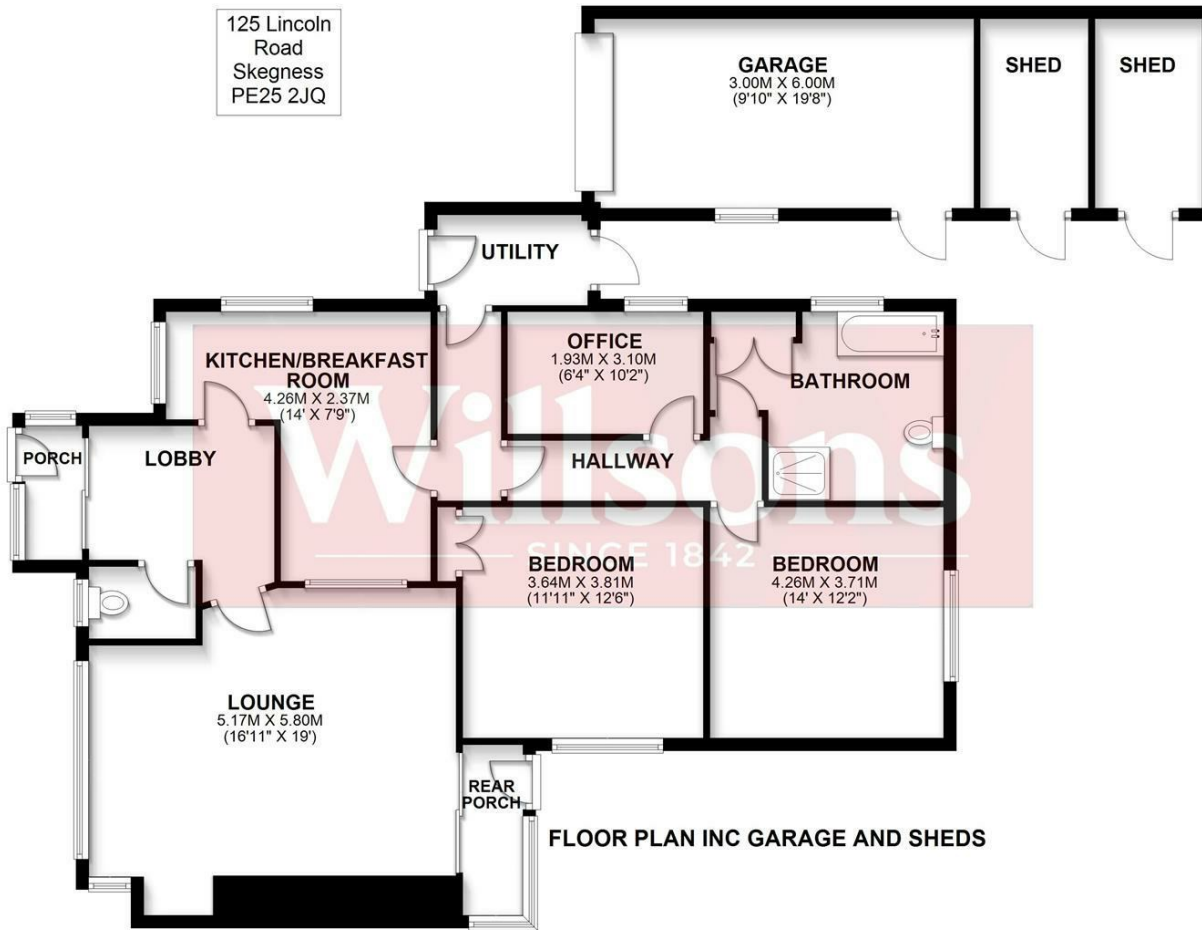 125 Lincoln
Road
Skegness
PE25 2JQ
GARAGE
3.00M X 6.00M
(9'10" X 19'8")
SHED
SHED
UTILITY
KITCHEN/BREAKFAST
ROOM
4.26M X 2.37M
(14' X 7'9")
OFFICE
1.93M X 3.10M
(6'4" X 10'2")
BATHROOM
PORCH
LOBBY
HALLWAY
Willsons
SINCE 1842
BEDROOM
3.64M X 3.81M
(11'11" X 12'6")
BEDROOM
4.26M X 3.71M
(14' X 12'2")
LOUNGE
5.17M X 5.80M
(16'11" X 19')
REAR
PORCH
FLOOR PLAN INC GARAGE AND SHEDS